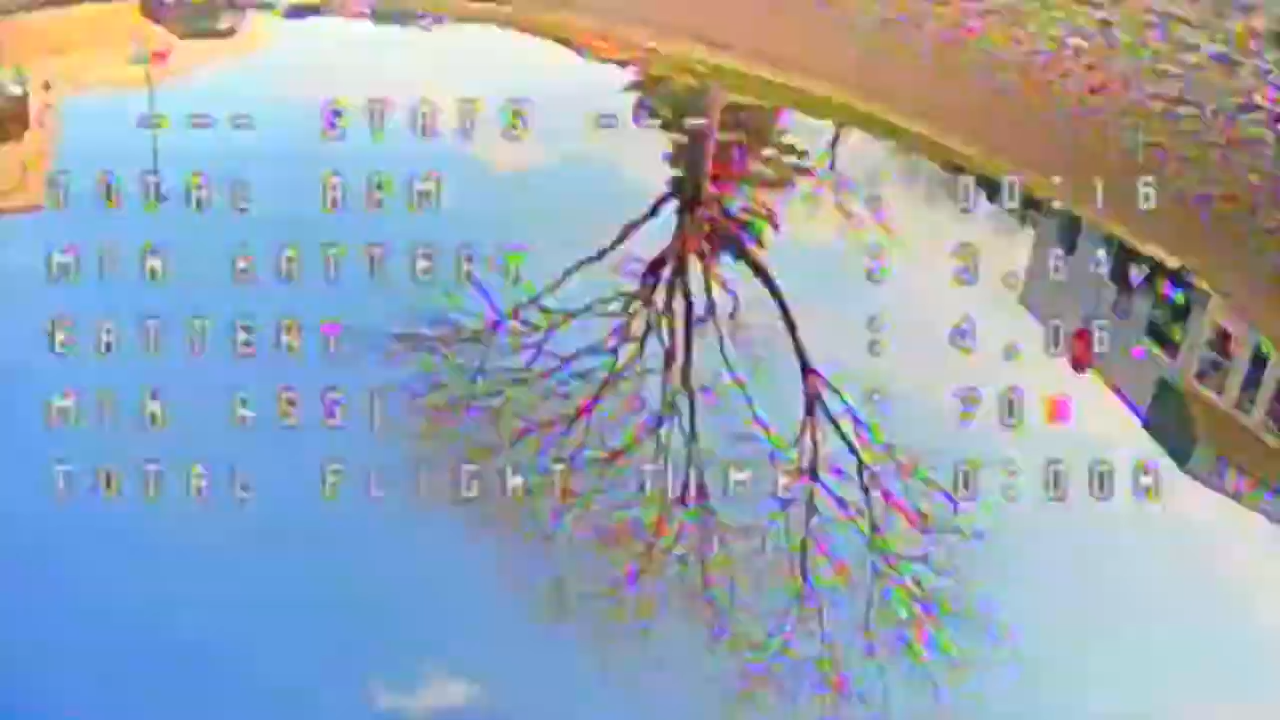 --- STATS ---
TOTAL ARM : 00:16
MIN BATTERY : 3.64V
BATTERY : 4.06
MIN RSSI : 70
TOTAL FLIGHT TIME : 0:00M